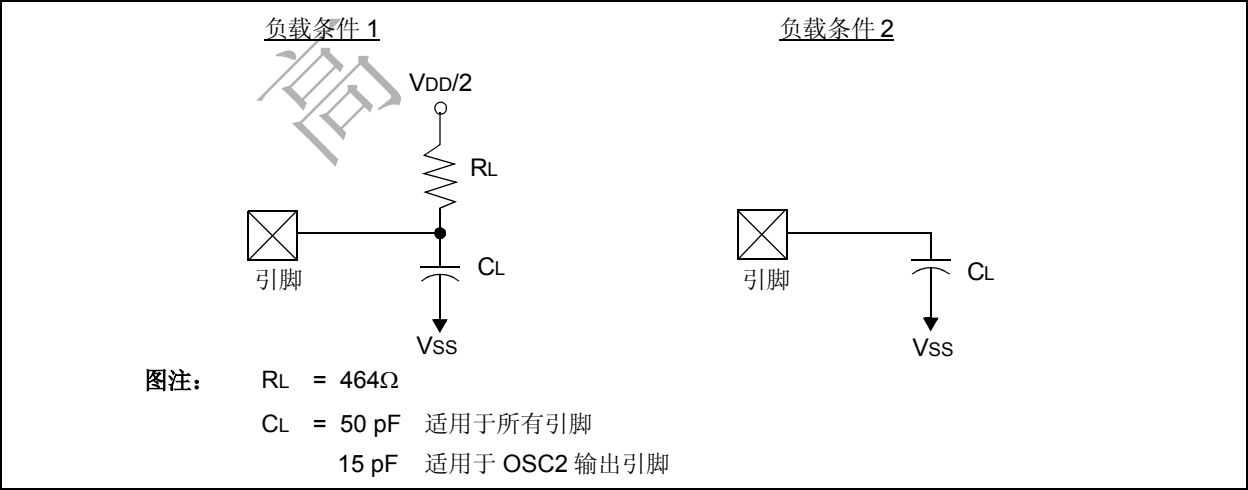 负载条件 1
负载条件 2
高
VDD/2
RL
引脚
CL
VSS
引脚
CL
VSS
图注： RL = 464Ω
CL = 50 pF 适用于所有引脚
15 pF 适用于 OSC2 输出引脚